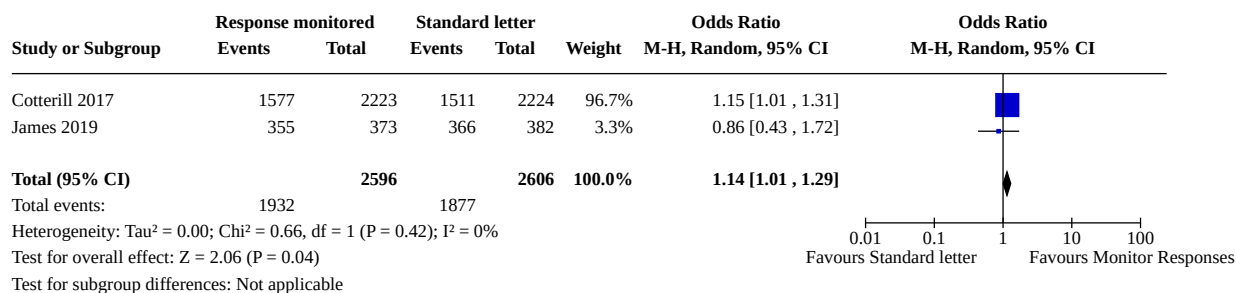 Response monitored Standard letter Odds Ratio Odds Ratio
Study or Subgroup Events Total Events Total Weight M-H, Random, 95% CI M-H, Random, 95% CI
Cotterill 2017 1577 2223 1511 2224 96.7% 1.15 [1.01 , 1.31]
James 2019 355 373 366 382 3.3% 0.86 [0.43 , 1.72]
Total (95% CI) 2596 2606 100.0% 1.14 [1.01 , 1.29]
Total events: 1932 1877
Heterogeneity: Tau² = 0.00; Chi² = 0.66, df = 1 (P = 0.42); I² = 0%
0.01 0.1 1 10 100
Test for overall effect: Z = 2.06 (P = 0.04) Favours Standard letter Favours Monitor Responses
Test for subgroup differences: Not applicable